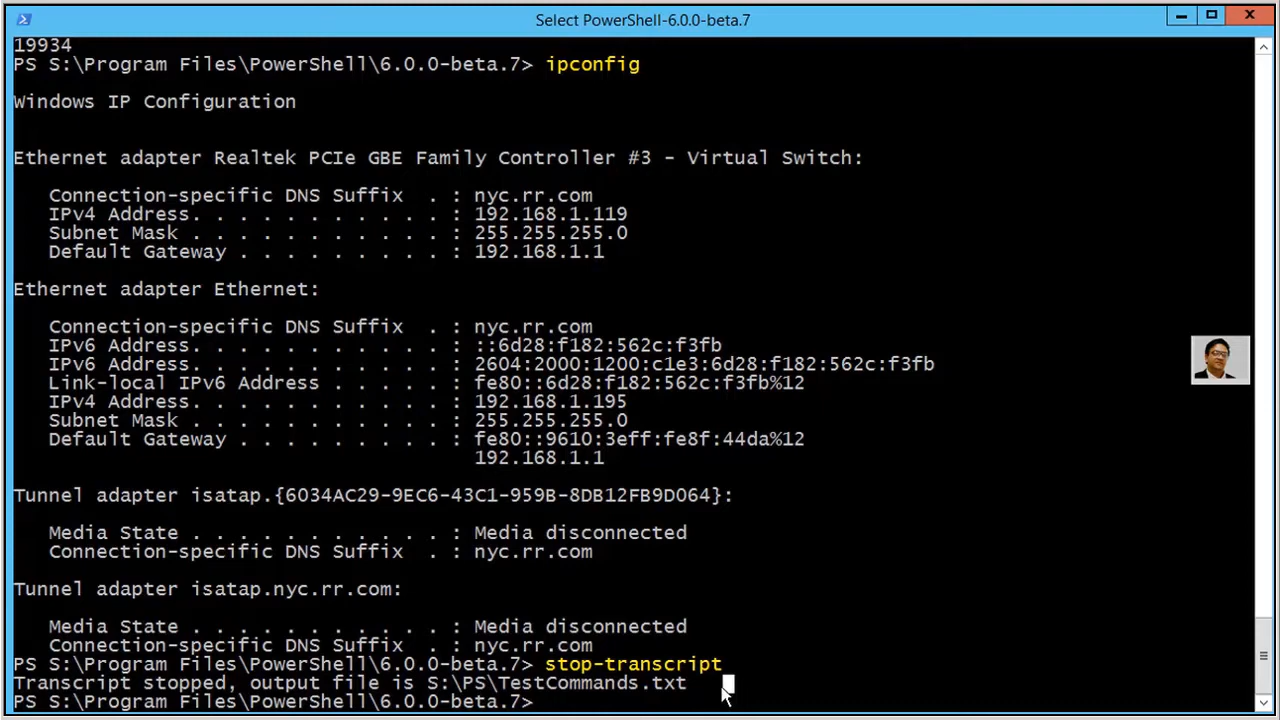 Select PowerShell-6.0.0-beta.7
19934
PS S:\Program Files\PowerShell\6.0.0-beta.7> ipconfig
Windows IP Configuration
Ethernet adapter Realtek PCIe GBE Family Controller #3 - Virtual Switch:
Connection-specific DNS Suffix  . : nyc.rr.com
IPv4 Address. . . . . . . . . . . : 192.168.1.119
Subnet Mask . . . . . . . . . . . : 255.255.255.0
Default Gateway . . . . . . . . . : 192.168.1.1
Ethernet adapter Ethernet:
Connection-specific DNS Suffix  . : nyc.rr.com
IPv6 Address. . . . . . . . . . . : ::6d28:f182:562c:f3fb
IPv6 Address. . . . . . . . . . . : 2604:2000:1200:c1e3:6d28:f182:562c:f3fb
Link-local IPv6 Address . . . . . : fe80::6d28:f182:562c:f3fb%12
IPv4 Address. . . . . . . . . . . : 192.168.1.195
Subnet Mask . . . . . . . . . . . : 255.255.255.0
Default Gateway . . . . . . . . . : fe80::9610:3eff:fe8f:44da%12
192.168.1.1
Tunnel adapter isatap.{6034AC29-9EC6-43C1-959B-8DB12FB9D064}:
Media State . . . . . . . . . . . : Media disconnected
Connection-specific DNS Suffix  . : nyc.rr.com
Tunnel adapter isatap.nyc.rr.com:
Media State . . . . . . . . . . . : Media disconnected
Connection-specific DNS Suffix  . : nyc.rr.com
PS S:\Program Files\PowerShell\6.0.0-beta.7> stop-transcript
Transcript stopped, output file is S:\PS\TestCommands.txt
PS S:\Program Files\PowerShell\6.0.0-beta.7>